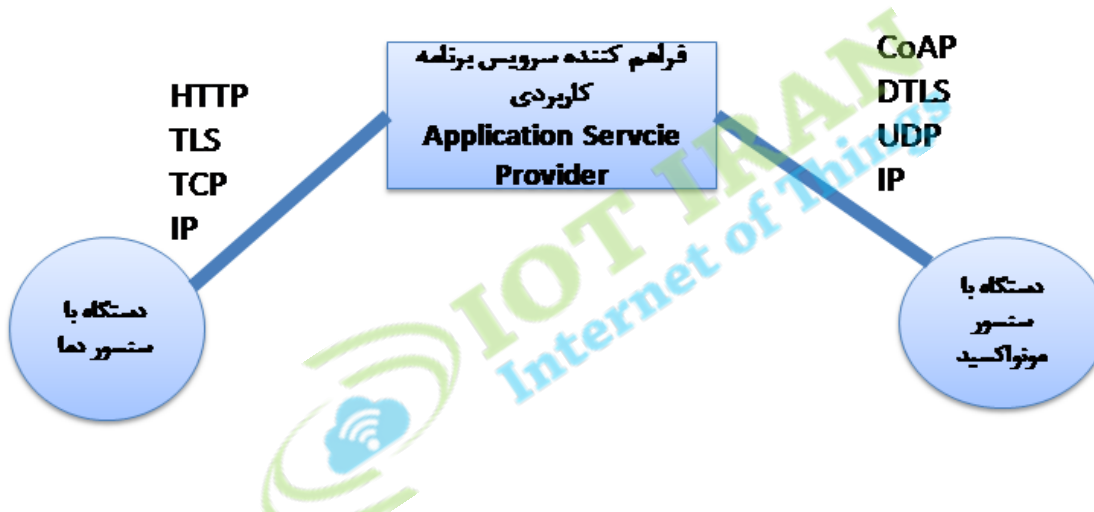 فراهم کننده سرویس برنامه
کاربردی
Application Servcie
Provider
HTTP
TLS
TCP
IP
CoAP
DTLS
UDP
IP
دستگاه با
سنسور دما
دستگاه با
سنسور
مونواکسید
IOT IRAN
Internet of Things